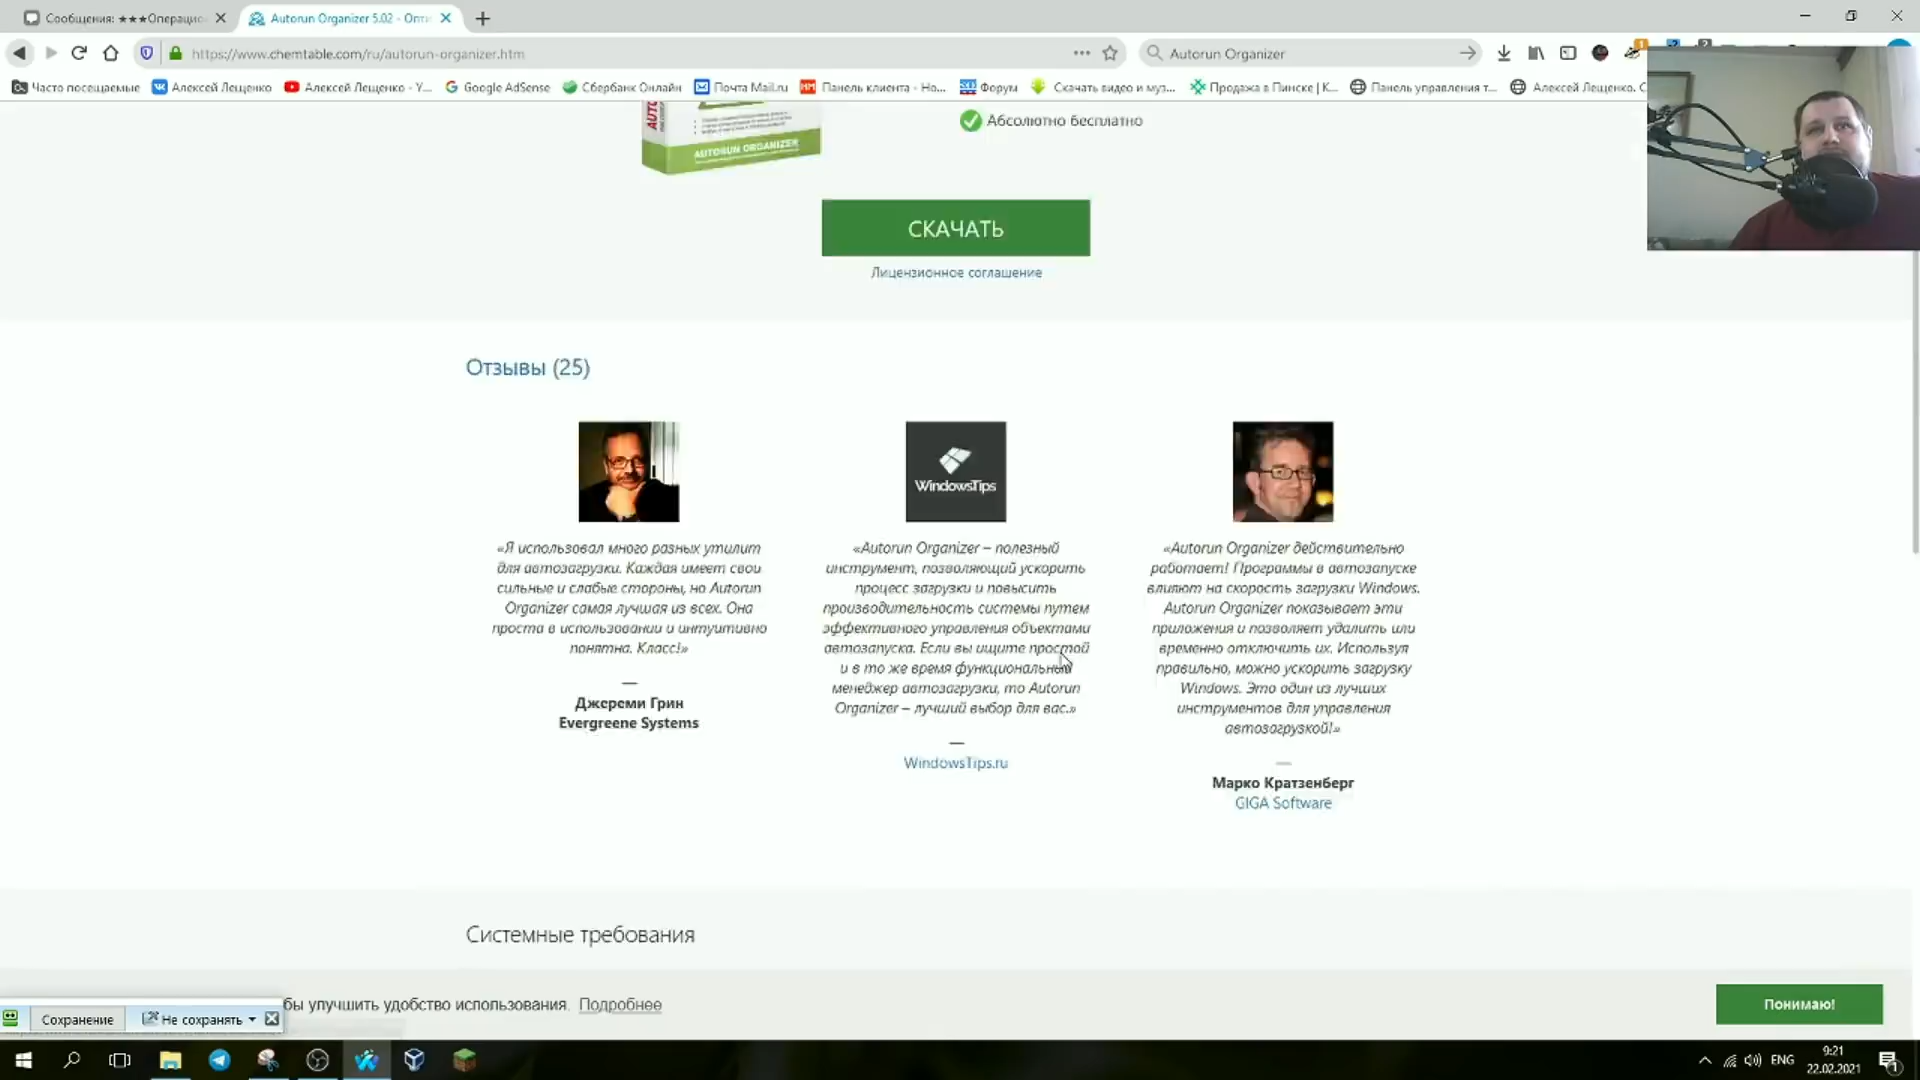 Сообщения: ★★★Операцио
Autorun Organizer 5.02 - Опти
https://www.chemtable.com/ru/autorun-organizer.htm
Autorun Organizer
Часто посещаемые
Алексей Лещенко
Алексей Лещенко - Y...
Google AdSense
Сбербанк Онлайн
Почта Mail.ru
Панель клиента - Но...
Форум
Скачать видео и муз...
Продажа в Пинске | К...
Панель управления т...
Алексей Лещенко. С
AUTORUN ORGANIZER
Абсолютно бесплатно
СКАЧАТЬ
Лицензионное соглашение
Отзывы (25)
WindowsTips
«Я использовал много разных утилит
для автозагрузки. Каждая имеет свои
сильные и слабые стороны, но Autorun
Organizer самая лучшая из всех. Она
проста в использовании и интуитивно
понятна. Класс!»
—
Джереми Грин
Evergreene Systems
«Autorun Organizer – полезный
инструмент, позволяющий ускорить
процесс загрузки и повысить
производительность системы путем
эффективного управления объектами
автозапуска. Если вы ищите простой
и в то же время функциональный
менеджер автозагрузки, то Autorun
Organizer – лучший выбор для вас.»
—
WindowsTips.ru
«Autorun Organizer действительно
работает! Программы в автозапуске
влияют на скорость загрузки Windows.
Autorun Organizer показывает эти
приложения и позволяет удалить или
временно отключить их. Используя
правильно, можно ускорить загрузку
Windows. Это один из лучших
инструментов для управления
автозагрузкой!»
—
Марко Кратзенберг
GIGA Software
Системные требования
бы улучшить удобство использования. Подробнее
Понимаю!
Сохранение
Не сохранять
ENG
9:21
22.02.2021